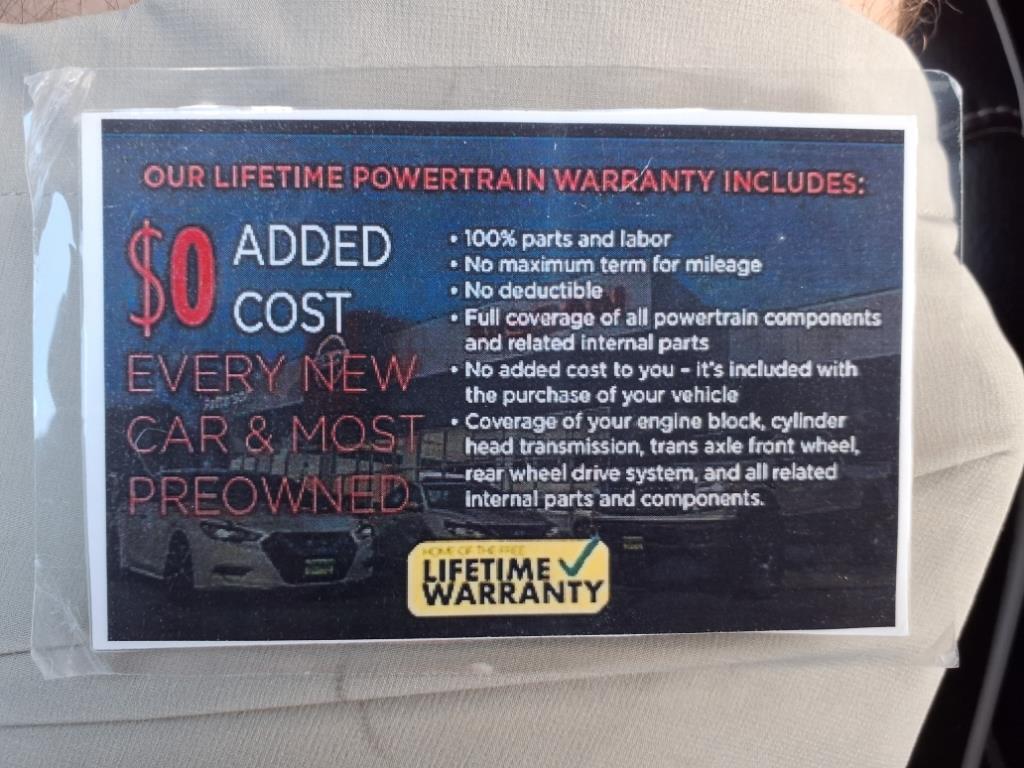 OUR LIFETIME POWERTRAIN WARRANTY INCLUDES:
$0 ADDED
COST
EVERY NEW
CAR & MOST
PREOWNED
• 100% parts and labor
• No maximum term for mileage
• No deductible
• Full coverage of all powertrain components
and related internal parts
• No added cost to you – it's included with
the purchase of your vehicle
• Coverage of your engine block, cylinder
head transmission, trans axle front wheel,
rear wheel drive system, and all related
internal parts and components.
HOME OF THE FREE
LIFETIME
WARRANTY